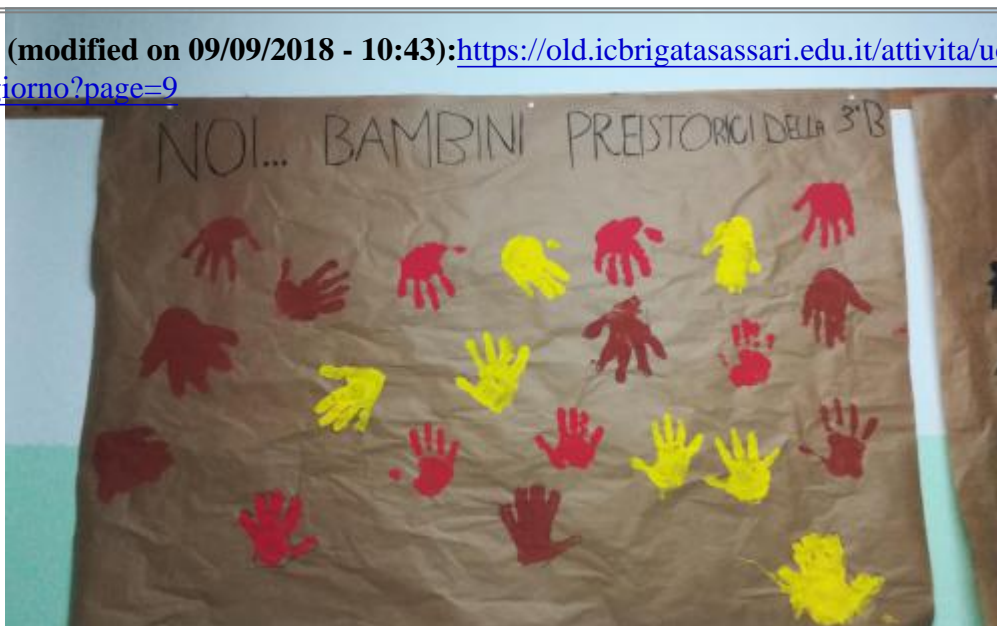 (modified on 09/09/2018 - 10:43):https://old.icbrigatasassari.edu.it/attivita/u
iorno?page=9
NOI... BAMBINI PREISTORICI DELLA 3°B